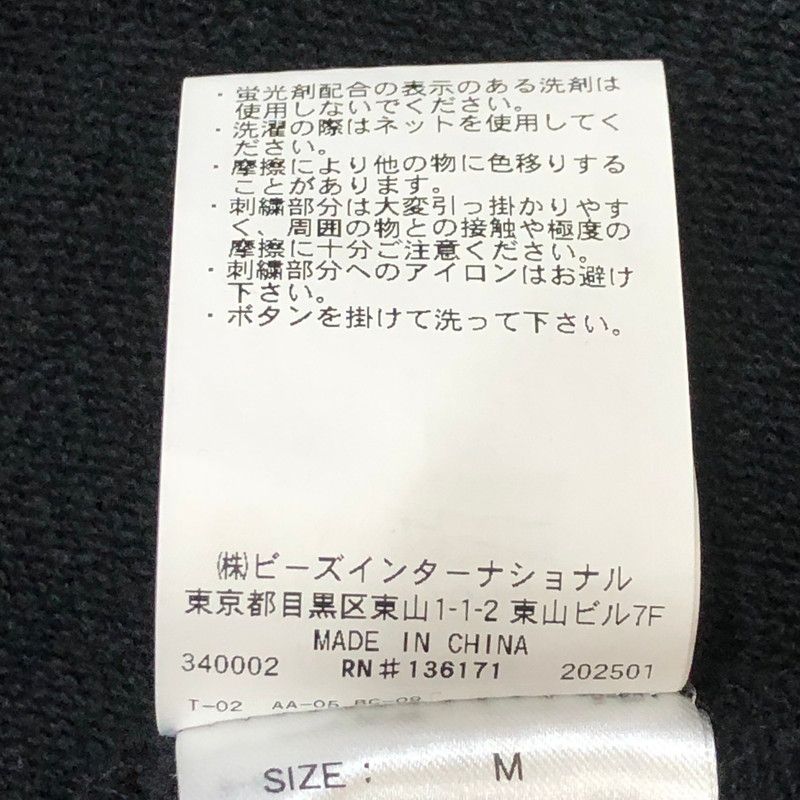 ・蛍光剤配合の表示のある洗剤は
使用しないでください。
・洗濯の際はネットを使用してく
ださい。
・摩擦により他の物に色移りする
ことがあります。
・刺繍部分は大変引っ掛かりやす
く、周囲の物との接触や極度の
摩擦に十分ご注意ください。
・刺繍部分へのアイロンはお避け
下さい。
・ボタンを掛けて洗って下さい。
㈱ビーズインターナショナル
東京都目黒区東山1-1-2 東山ビル7F
MADE IN CHINA
340002 RN#136171 202501
T-02
SIZE : M